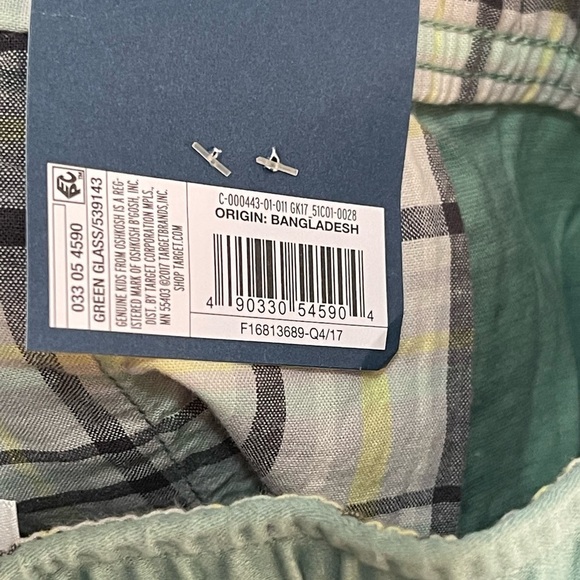 C-000443-01-011 GK17_51C01-0028
ORIGIN: BANGLADESH
4 90330 54590 4
F16813689-Q4/17
033 05 4590
GREEN GLASS/539143
GENUINE KIDS FROM OSHKOSH IS A REG-
ISTERED MARK OF OSHKOSH B'GOSH, INC.
DIST. BY TARGET CORPORATION MPLS.,
MN 55403 ©2017 TARGETBRANDS,INC.
SHOP TARGET.COM